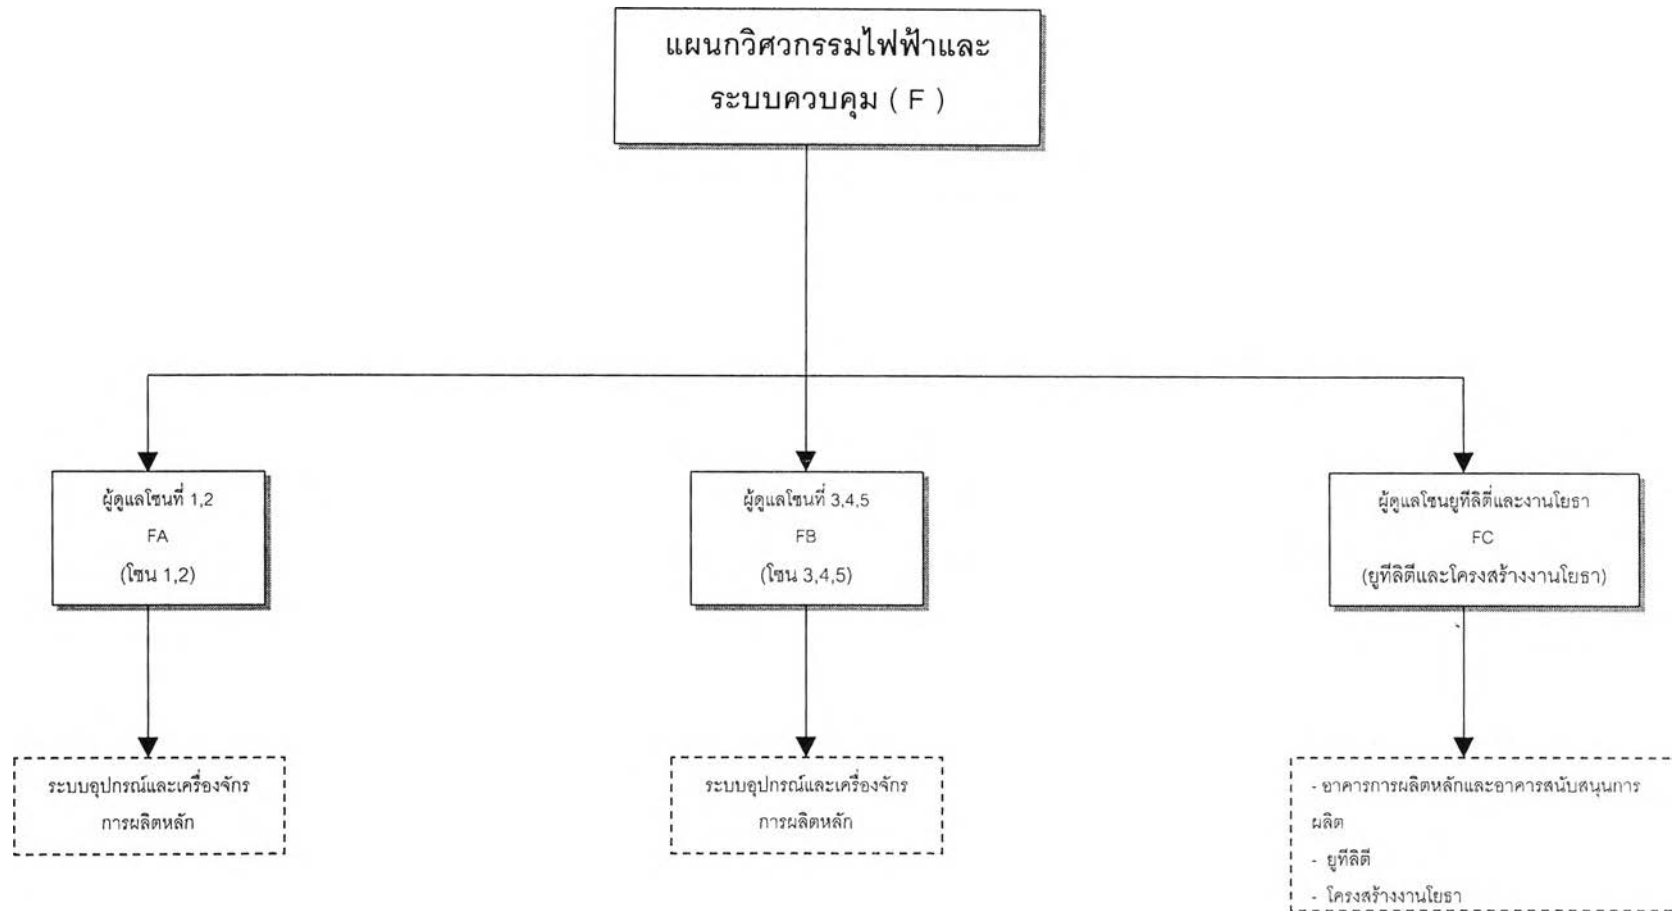 แผนกวิศวกรรมไฟฟ้าและ
ระบบควบคุม ( F )
ผู้ดูแลโซนที่ 1,2
FA
(โซน 1,2)
ผู้ดูแลโซนที่ 3,4,5
FB
(โซน 3,4,5)
ผู้ดูแลโซนยูทีลิตี่และงานโยธา
FC
(ยูทีลิตีและโครงสร้างงานโยธา)
ระบบอุปกรณ์และเครื่องจักร
การผลิตหลัก
ระบบอุปกรณ์และเครื่องจักร
การผลิตหลัก
- อาคารการผลิตหลักและอาคารสนับสนุนการ
ผลิต
- ยูทีลิตี
- โครงสร้างงานโยธา